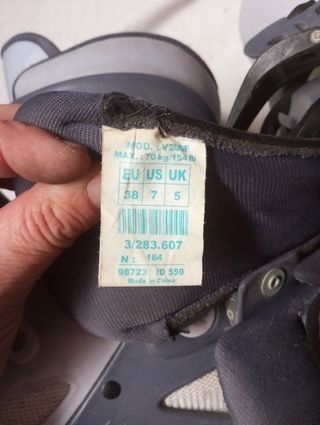 MOD. : V200F
MAX.: 70 kg/154 lb
EU US UK
38 7 5
3/283.607
N : 164
98723 ID 559
Made in China